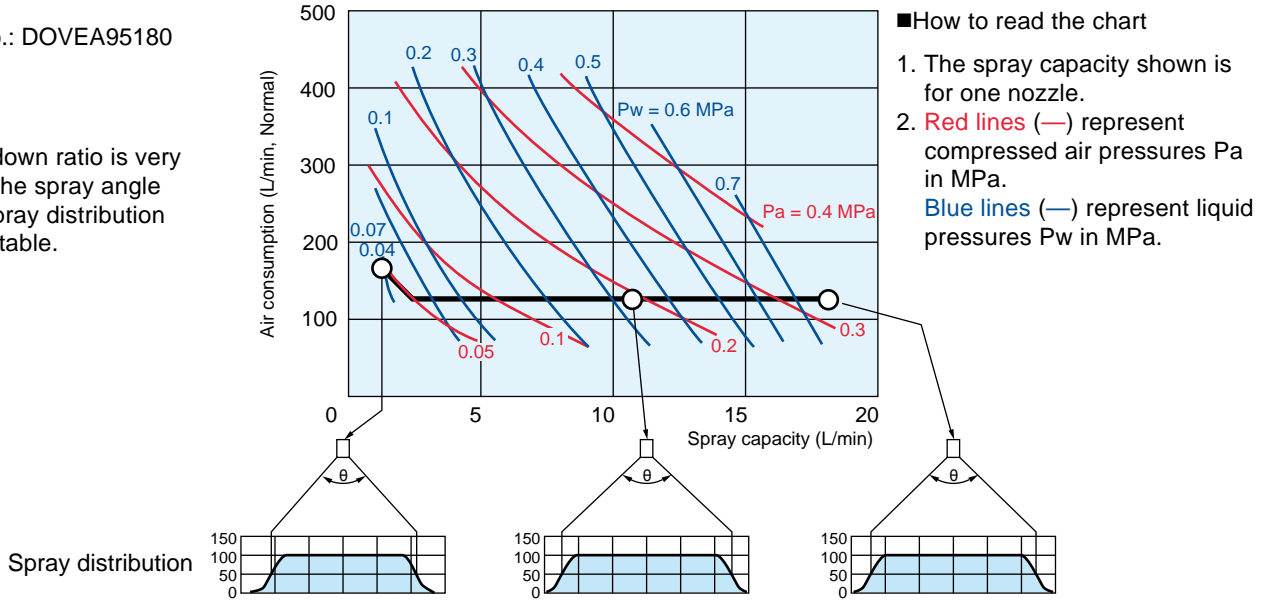 .: DOVEA95180
down ratio is very
he spray angle
pray distribution
table.
Air consumption (L/min, Normal)
500
400
300
200
100
0
5
10
15
20
Spray capacity (L/min)
0.04
0.07
0.1
0.2
0.3
0.4
0.5
Pw = 0.6 MPa
0.7
Pa = 0.4 MPa
0.05
0.1
0.2
0.3
■How to read the chart
1. The spray capacity shown is
for one nozzle.
2. Red lines (—) represent
compressed air pressures Pa
in MPa.
Blue lines (—) represent liquid
pressures Pw in MPa.
θ
θ
θ
Spray distribution
150
100
50
0
150
100
50
0
150
100
50
0